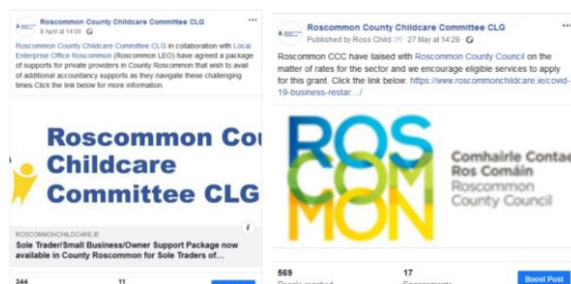 Roscommon County Childcare Committee CLG
8 April at 14:06
Roscommon County Childcare Committee CLG in collaboration with Local
Enterprise Office Roscommon (Roscommon LEO) have agreed a package
of supports for private providers in County Roscommon that wish to avail
of additional accountancy supports as they navigate these challenging
times.Click the link below for more information
Roscommon Cou
Childcare
Committee CLG
ROSCOMMONCHILDCARE.IE
Sole Trader/Small Business/Owner Support Package now
available in County Roscommon for Sole Traders of...
344
11
Roscommon County Childcare Committee CLG
Published by Ross Child
27 May at 14:28
Roscommon CCC have liaised with Roscommon County Council on the
matter of rates for the sector and we encourage eligible services to apply
for this grant. Click the link below: https://www.roscommonchildcare.ie/covid-
19-business-restar.../
ROS
COM
MON
Comhairle Contae
Ros Comáin
Roscommon
County Council
569
17
People reached
Engagements
Boost Post